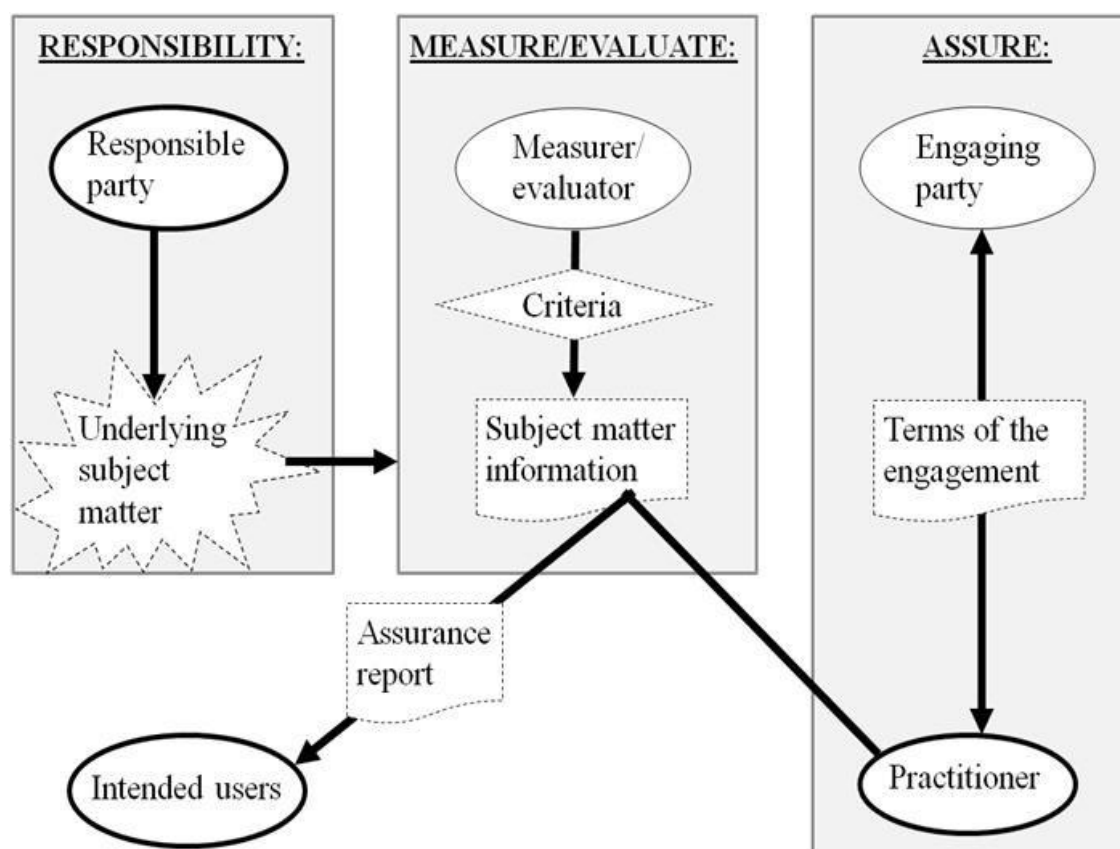 RESPONSIBILITY:
Responsible
party
Underlying
subject
matter
MEASURE/EVALUATE:
Measurer/
evaluator
Criteria
Subject matter
information
ASSURE:
Engaging
party
Terms of the
engagement
Practitioner
Assurance
report
Intended users